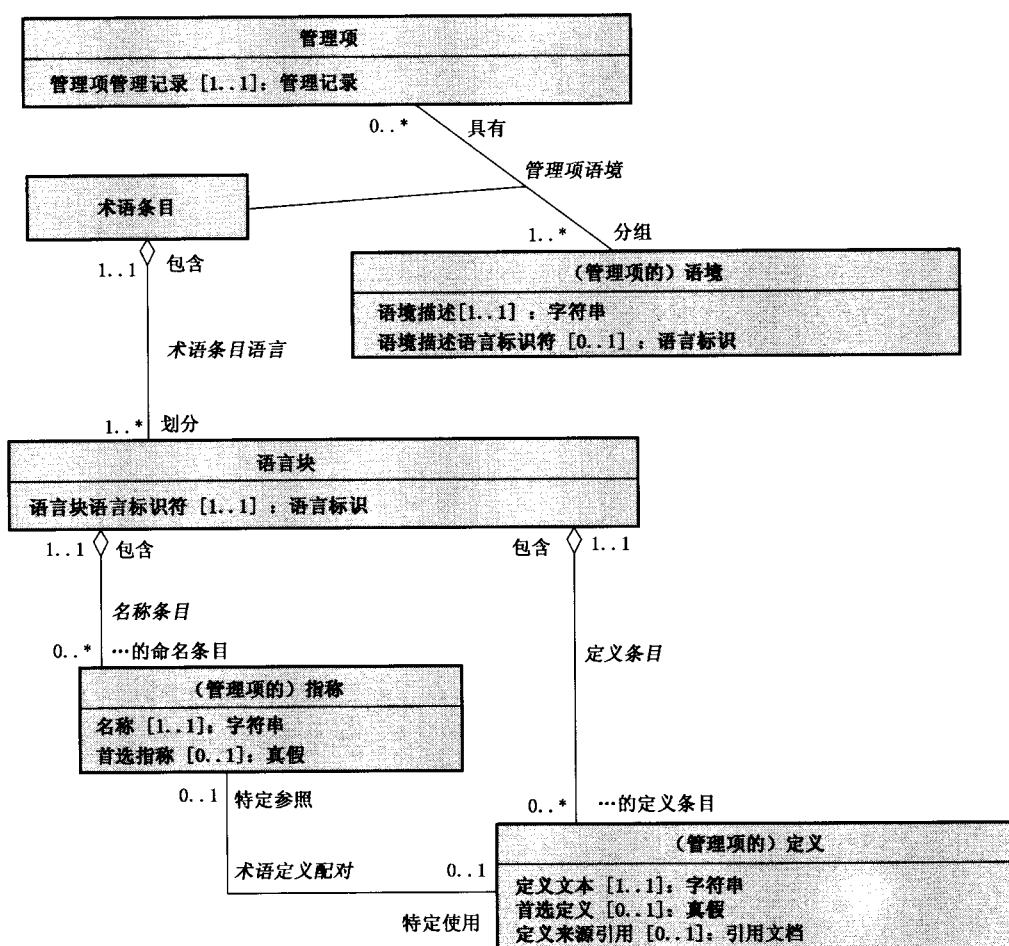 管理项
管理项管理记录 [1..1]：管理记录
0..* 具有
管理项语境
术语条目
1..* 分组
1..1 包含
（管理项的）语境
语境描述[1..1]：字符串
语境描述语言标识符 [0..1]：语言标识
术语条目语言
1..* 划分
语言块
语言块语言标识符 [1..1]：语言标识
1..1 包含
包含 1..1
名称条目
0..* …的命名条目
定义条目
（管理项的）指称
名称 [1..1]：字符串
首选指称 [0..1]：真假
0..1 特定参照
0..* …的定义条目
（管理项的）定义
术语定义配对 0..1
定义文本 [1..1]：字符串
首选定义 [0..1]：真假
特定使用
定义来源引用 [0..1]：引用文档